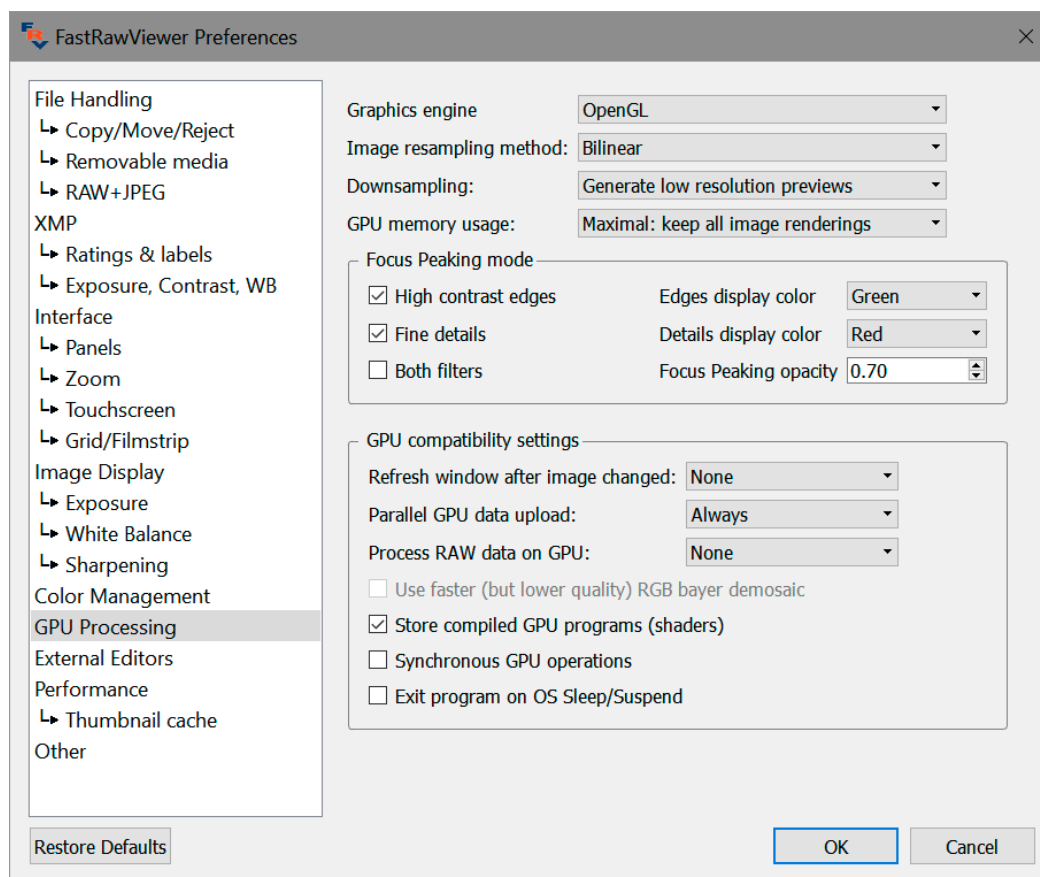 FastRawViewer Preferences
File Handling
Copy/Move/Reject
Removable media
RAW+JPEG
XMP
Ratings & labels
Exposure, Contrast, WB
Interface
Panels
Zoom
Touchscreen
Grid/Filmstrip
Image Display
Exposure
White Balance
Sharpening
Color Management
GPU Processing
External Editors
Performance
Thumbnail cache
Other
Graphics engine OpenGL
Image resampling method: Bilinear
Downsampling: Generate low resolution previews
GPU memory usage: Maximal: keep all image renderings
Focus Peaking mode
High contrast edges Edges display color Green
Fine details Details display color Red
Both filters Focus Peaking opacity 0.70
GPU compatibility settings
Refresh window after image changed: None
Parallel GPU data upload: Always
Process RAW data on GPU: None
Use faster (but lower quality) RGB bayer demosaic
Store compiled GPU programs (shaders)
Synchronous GPU operations
Exit program on OS Sleep/Suspend
Restore Defaults OK Cancel